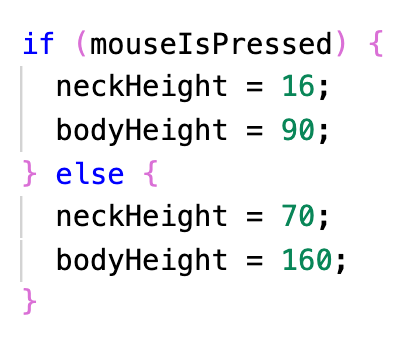 if (mouseIsPressed) {
  neckHeight = 16;
  bodyHeight = 90;
} else {
  neckHeight = 70;
  bodyHeight = 160;
}